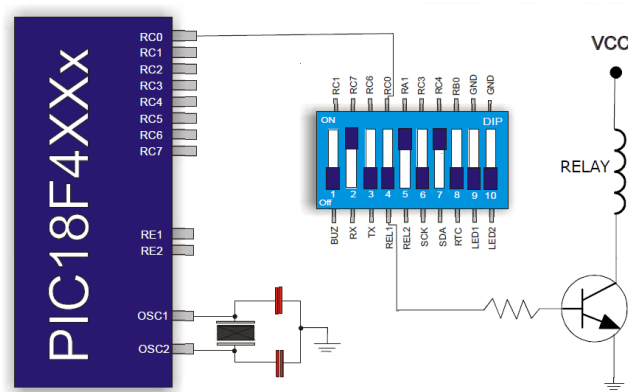 PIC18F4XXx
RC0
RC1
RC2
RC3
RC4
RC5
RC6
RC7
RE1
RE2
OSC1
OSC2
RC1 RC7 RC6 RC0 RA1 RC3 RC4 RB0 GND GND
ON DIP
1 2 3 4 5 6 7 8 9 10
Off
BUZ RX TX REL1 REL2 SCK SDA RTC LED1 LED2
VCC
RELAY